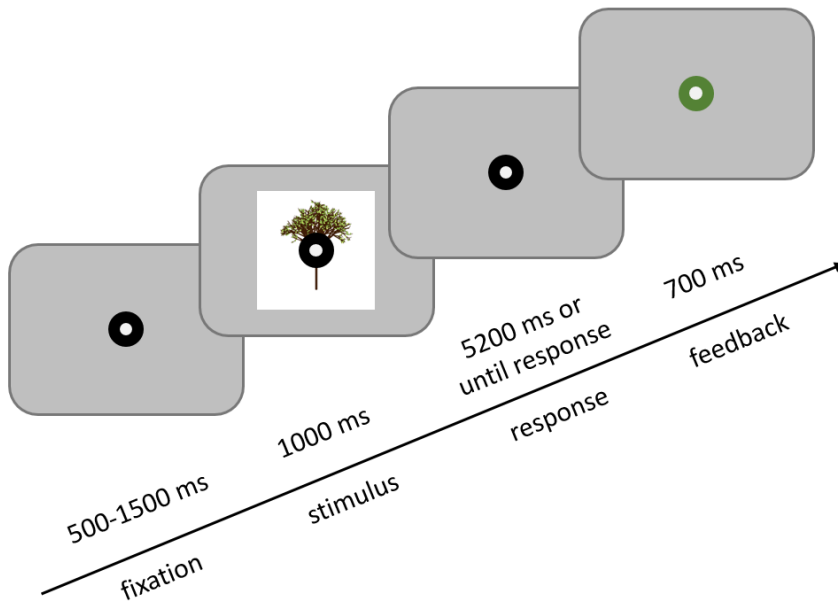 500-1500 ms
fixation
1000 ms
stimulus
5200 ms or
until response
response
700 ms
feedback